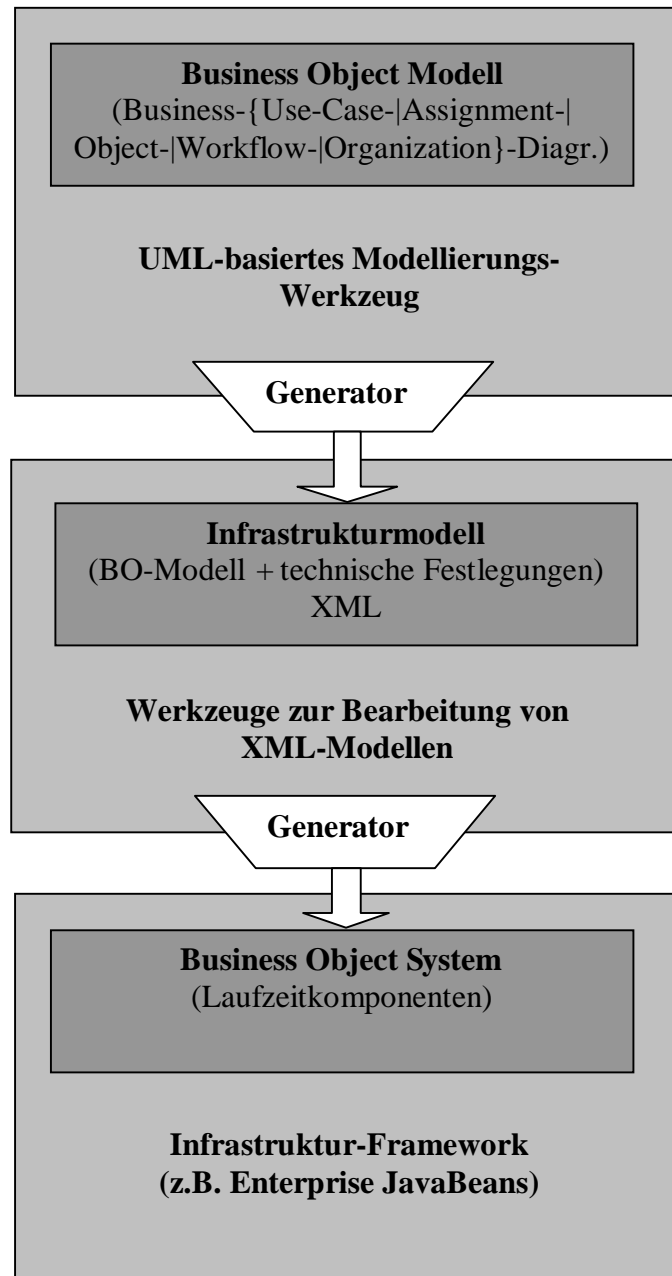 Business Object Modell
(Business-{Use-Case-|Assignment-|
Object-|Workflow-|Organization}-Diagr.)
UML-basiertes Modellierungs-
Werkzeug
Generator
Infrastrukturmodell
(BO-Modell + technische Festlegungen)
XML
Werkzeuge zur Bearbeitung von
XML-Modellen
Generator
Business Object System
(Laufzeitkomponenten)
Infrastruktur-Framework
(z.B. Enterprise JavaBeans)